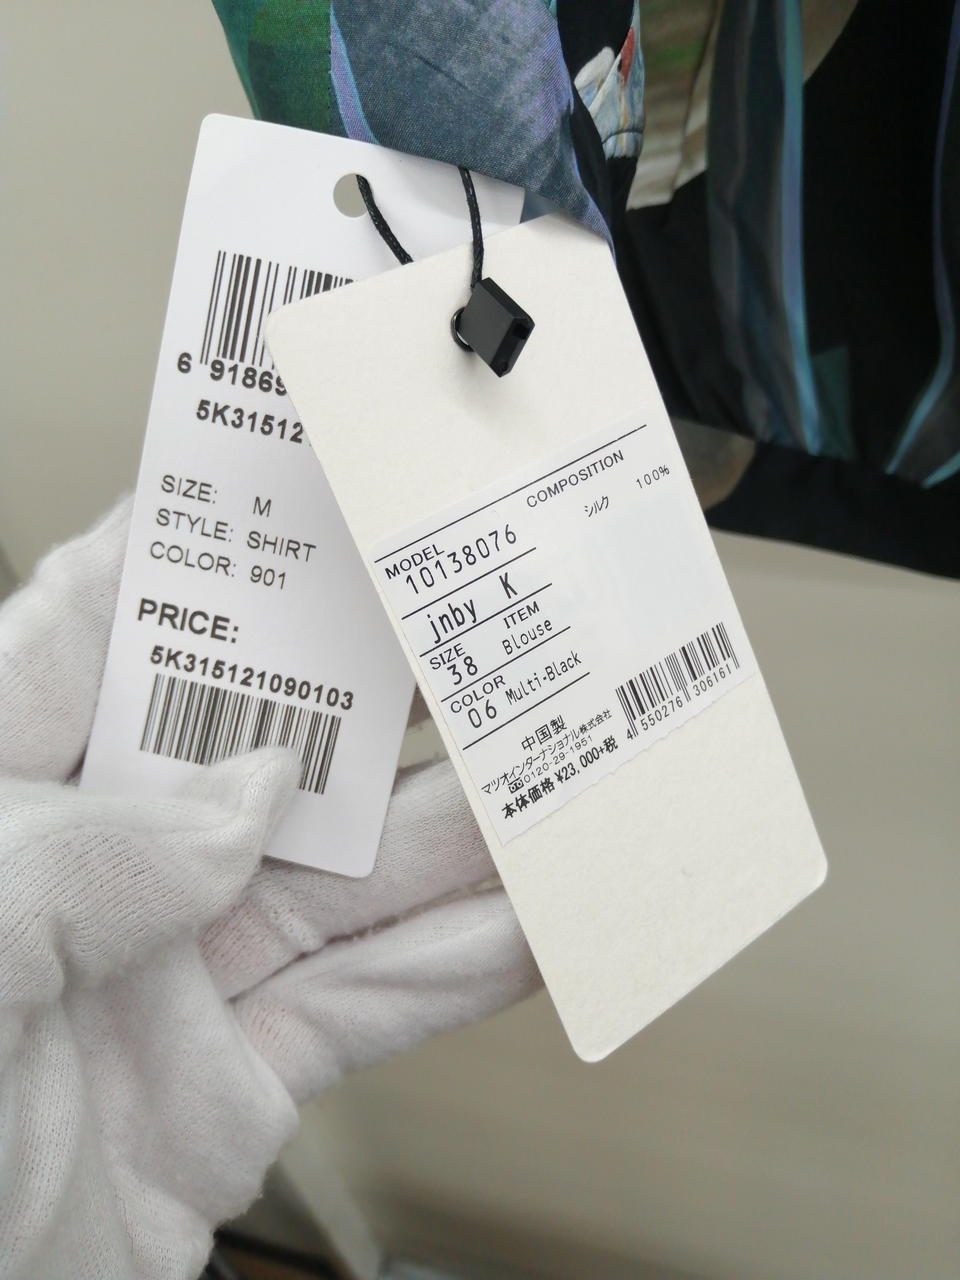 6 91869
5K315121
SIZE: M
STYLE: SHIRT
COLOR: 901
PRICE:
5K315121090103
COMPOSITION
シルク 100%
MODEL
10138076
jnby K
SIZE ITEM
38 Blouse
COLOR
06 Multi-Black
中国製
マツオインターナショナル株式会社
0120-29-1951
本体価格 ¥23,000+税
4 550276 306161